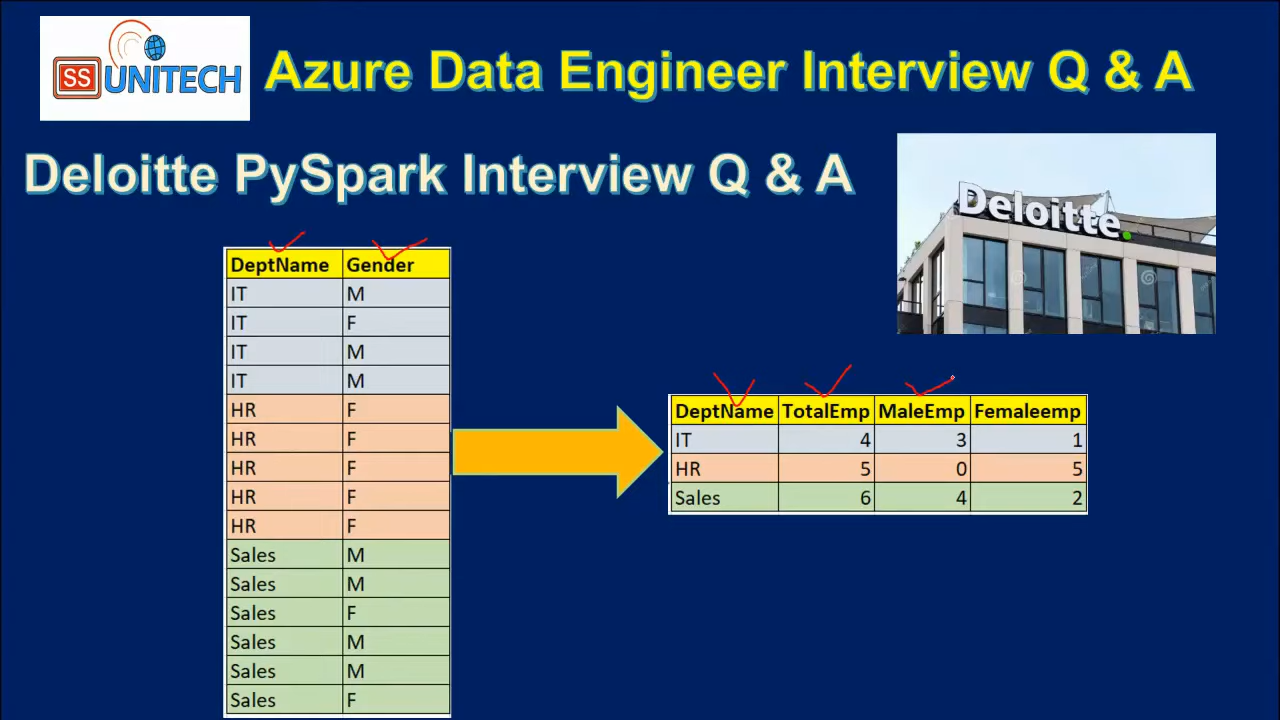 SS UNITECH
Azure Data Engineer Interview Q & A
Deloitte PySpark Interview Q & A
Deloitte.
DeptName Gender
IT M
IT F
IT M
IT M
HR F
HR F
HR F
HR F
HR F
Sales M
Sales M
Sales F
Sales M
Sales M
Sales F
DeptName TotalEmp MaleEmp Femaleemp
IT 4 3 1
HR 5 0 5
Sales 6 4 2